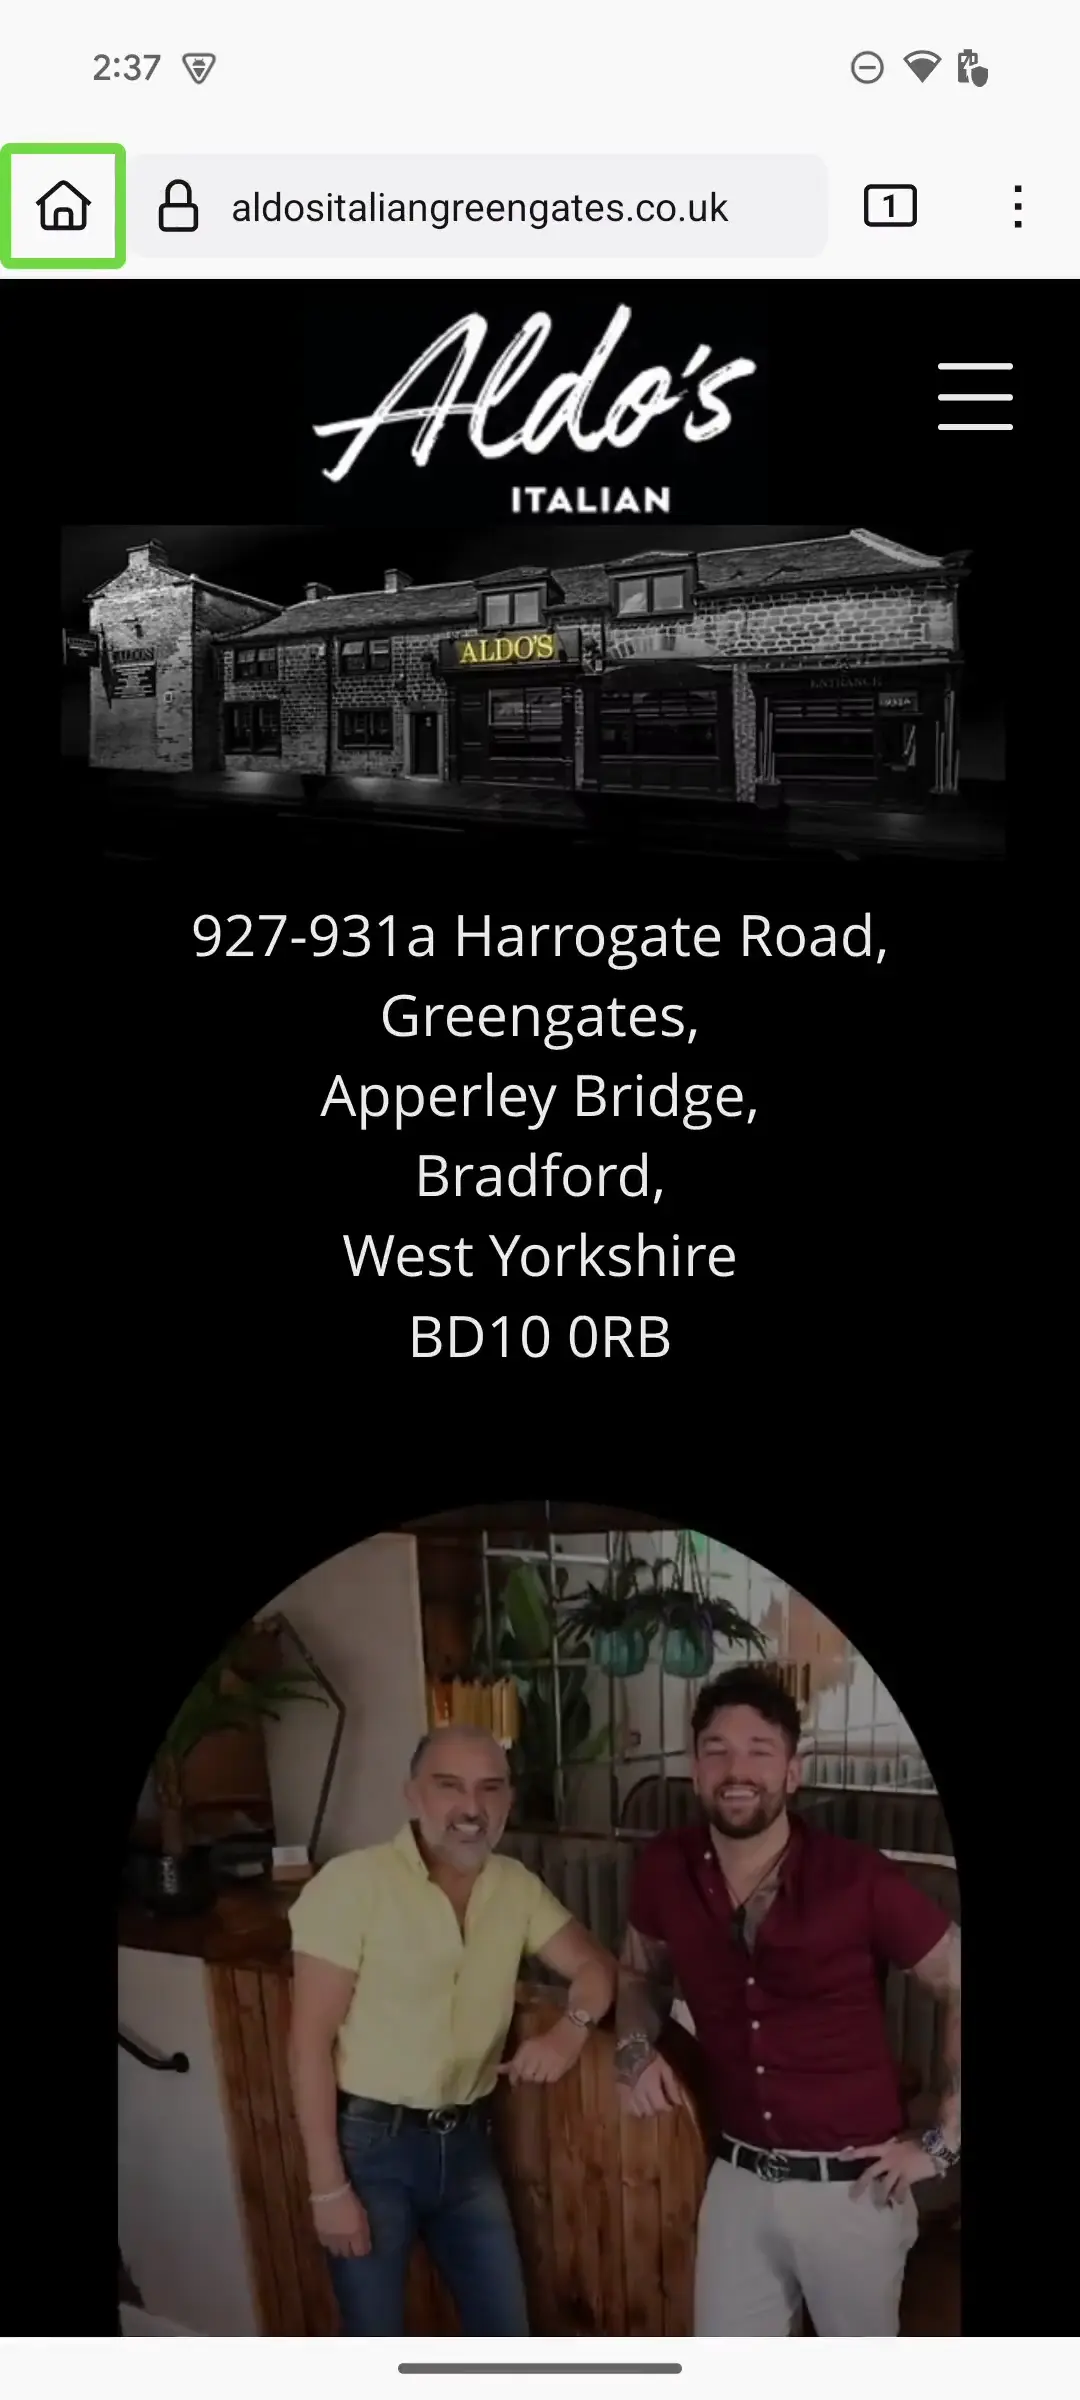 2:37
aldositaliangreengates.co.uk
1
Aldo's
ITALIAN
ALDO'S
ALDO'S
ENTRANCE
927-931a Harrogate Road,
Greengates,
Apperley Bridge,
Bradford,
West Yorkshire
BD10 0RB